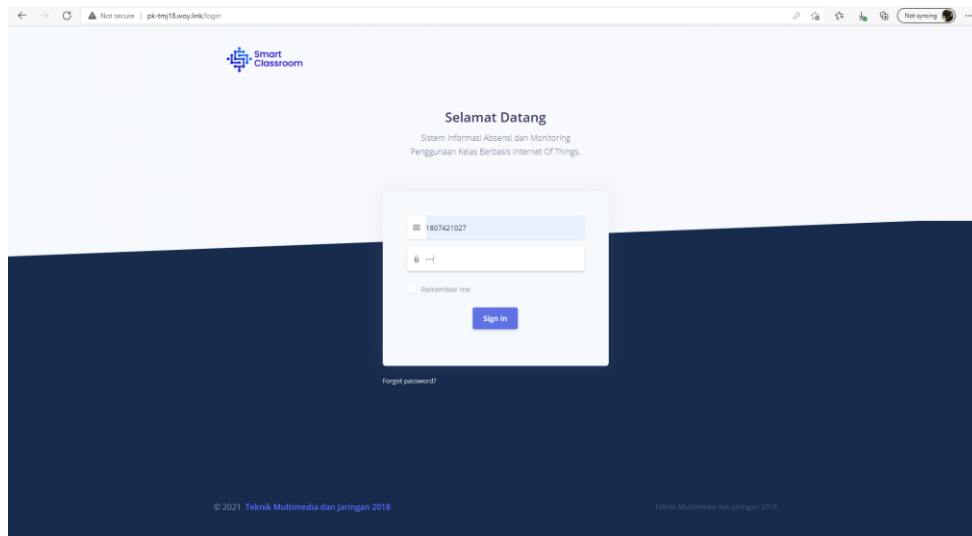 Not secure | pk-tmj18.woy.link/login
Not syncing
Smart
Classroom
Selamat Datang
Sistem Informasi Absensi dan Monitoring
Penggunaan Kelas Berbasis Internet Of Things.
1807421027
Remember me
Sign in
Forgot password?
© 2021 Teknik Multimedia dan Jaringan 2018
Teknik Multimedia dan Jaringan 2018